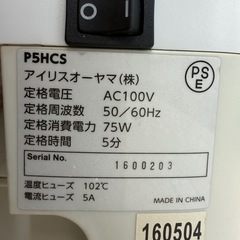 P5HCS
アイリスオーヤマ(株)
PSE
定格電圧 AC100V
定格周波数 50/60Hz
定格消費電力 75W
定格時間 5分
Serial No. 1600203
温度ヒューズ 102℃
電流ヒューズ 5A
MADE IN CHINA
160504